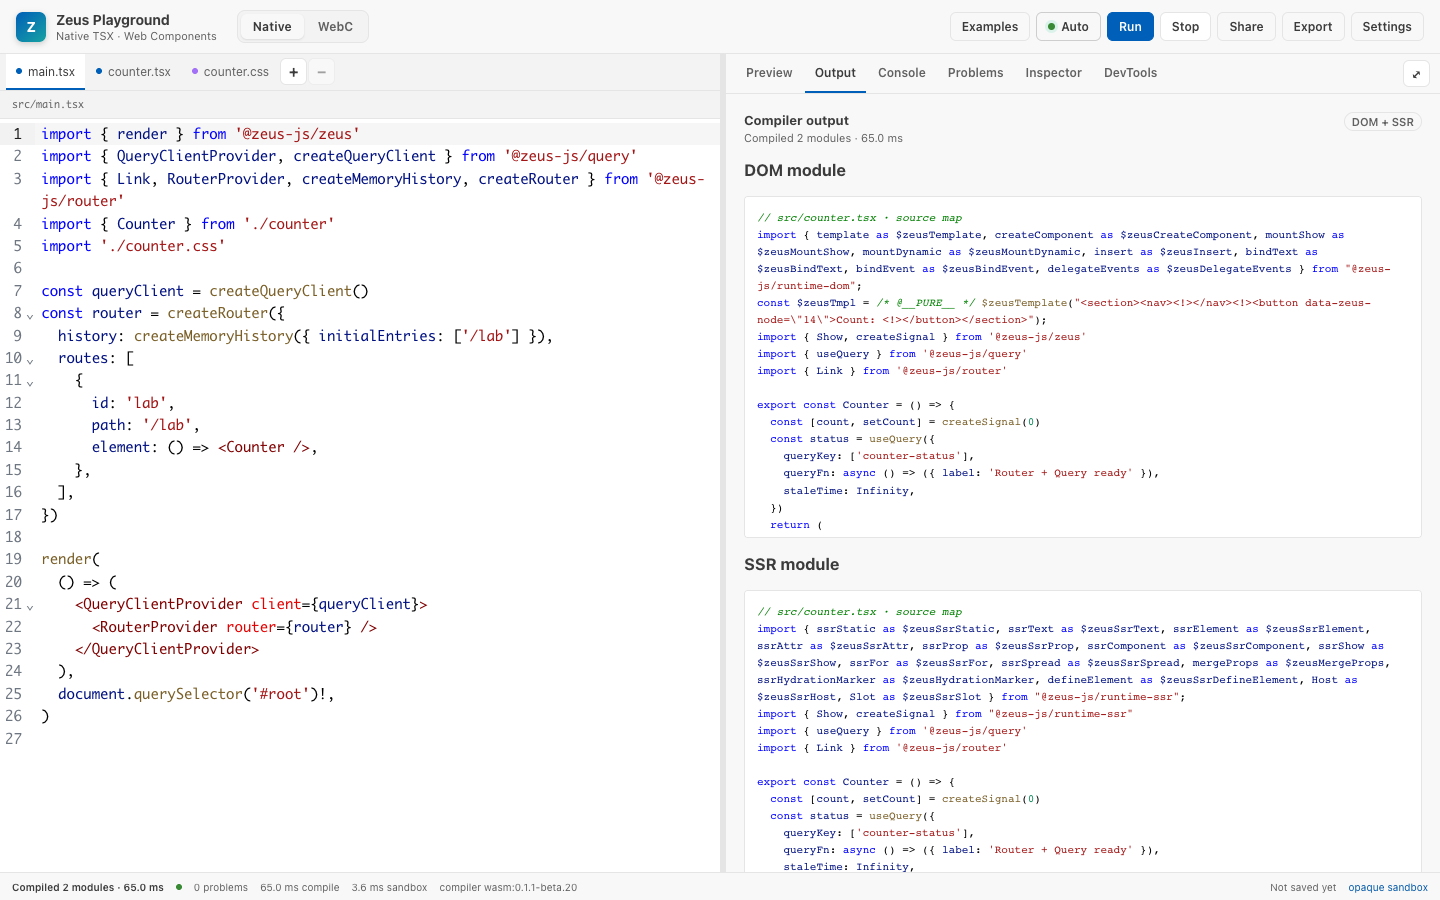 Z
Zeus Playground
Native TSX · Web Components
Native WebC
Examples Auto Run Stop Share Export Settings
main.tsx counter.tsx counter.css + −
src/main.tsx
1 import { render } from '@zeus-js/zeus'
2 import { QueryClientProvider, createQueryClient } from '@zeus-js/query'
3 import { Link, RouterProvider, createMemoryHistory, createRouter } from '@zeus-
js/router'
4 import { Counter } from './counter'
5 import './counter.css'
6
7 const queryClient = createQueryClient()
8 const router = createRouter({
9 history: createMemoryHistory({ initialEntries: ['/lab'] }),
10 routes: [
11 {
12 id: 'lab',
13 path: '/lab',
14 element: () => <Counter />,
15 },
16 ],
17 })
18
19 render(
20 () => (
21 <QueryClientProvider client={queryClient}>
22 <RouterProvider router={router} />
23 </QueryClientProvider>
24 ),
25 document.querySelector('#root')!,
26 )
27
Preview Output Console Problems Inspector DevTools
Compiler output
Compiled 2 modules · 65.0 ms
DOM + SSR
DOM module
// src/counter.tsx · source map
import { template as $zeusTemplate, createComponent as $zeusCreateComponent, mountShow as
$zeusMountShow, mountDynamic as $zeusMountDynamic, insert as $zeusInsert, bindText as
$zeusBindText, bindEvent as $zeusBindEvent, delegateEvents as $zeusDelegateEvents } from "@zeus-
js/runtime-dom";
const $zeusTmpl = /* @__PURE__ */ $zeusTemplate("<section><nav><!></nav><!><button data-zeus-
node=\"14\">Count: <!></button></section>");
import { Show, createSignal } from '@zeus-js/zeus'
import { useQuery } from '@zeus-js/query'
import { Link } from '@zeus-js/router'
export const Counter = () => {
const [count, setCount] = createSignal(0)
const status = useQuery({
queryKey: ['counter-status'],
queryFn: async () => ({ label: 'Router + Query ready' }),
staleTime: Infinity,
})
return (
SSR module
// src/counter.tsx · source map
import { ssrStatic as $zeusSsrStatic, ssrText as $zeusSsrText, ssrElement as $zeusSsrElement,
ssrAttr as $zeusSsrAttr, ssrProp as $zeusSsrProp, ssrComponent as $zeusSsrComponent, ssrShow as
$zeusSsrShow, ssrFor as $zeusSsrFor, ssrSpread as $zeusSsrSpread, mergeProps as $zeusMergeProps,
ssrHydrationMarker as $zeusHydrationMarker, defineElement as $zeusSsrDefineElement, Host as
$zeusSsrHost, Slot as $zeusSsrSlot } from "@zeus-js/runtime-ssr";
import { Show, createSignal } from "@zeus-js/runtime-ssr"
import { useQuery } from '@zeus-js/query'
import { Link } from '@zeus-js/router'
export const Counter = () => {
const [count, setCount] = createSignal(0)
const status = useQuery({
queryKey: ['counter-status'],
queryFn: async () => ({ label: 'Router + Query ready' }),
staleTime: Infinity,
Compiled 2 modules · 65.0 ms 0 problems 65.0 ms compile 3.6 ms sandbox compiler wasm:0.1.1-beta.20
Not saved yet opaque sandbox